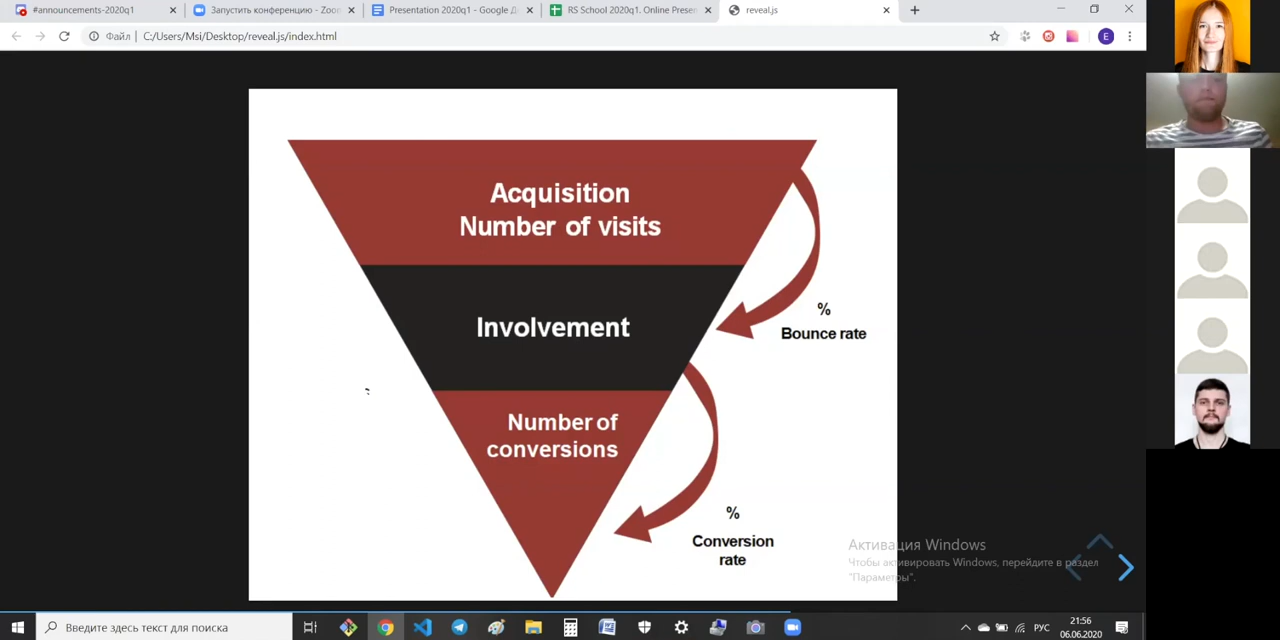 #announcements-2020q1
Запустить конференцию - Zoom
Presentation 2020q1 - Google Д
RS School 2020q1. Online Presen
reveal.js
Файл
C:/Users/Msi/Desktop/reveal.js/index.html
E
Acquisition
Number of visits
%
Bounce rate
Involvement
Number of
conversions
%
Conversion
rate
Активация Windows
Чтобы активировать Windows, перейдите в раздел
"Параметры".
Введите здесь текст для поиска
РУС
21:56
06.06.2020